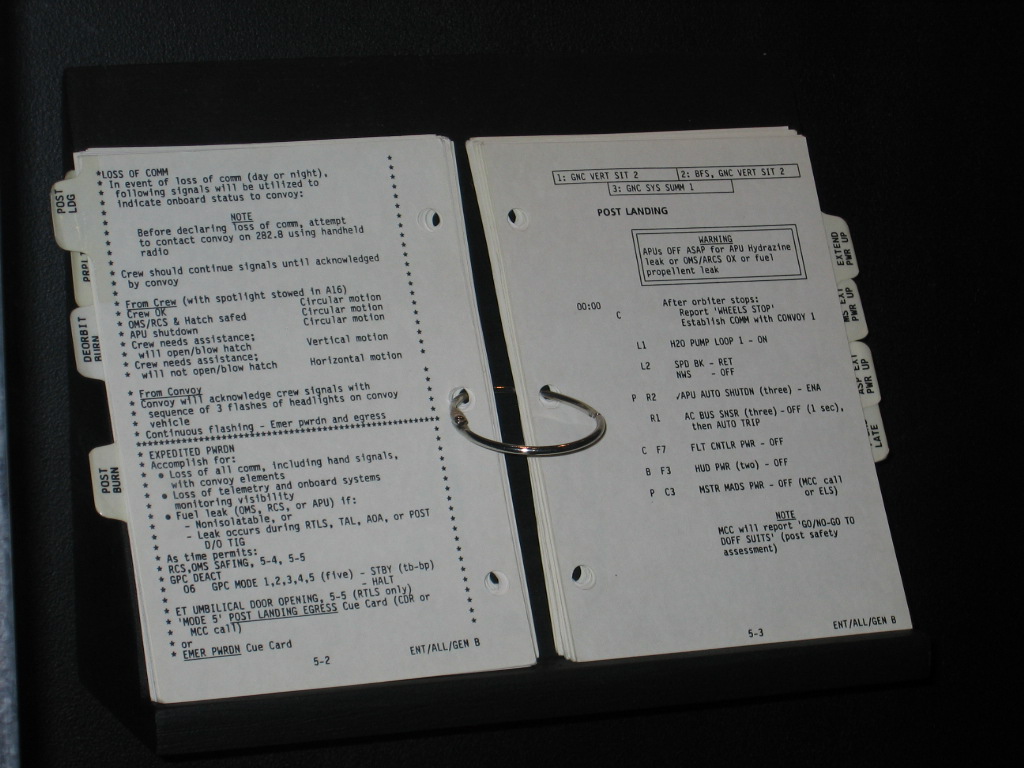 POST
LDG
PRPLT
DEORBIT
BURN
POST
BURN
*LOSS OF COMM
* In event of loss of comm (day or night),
* following signals will be utilized to
* indicate onboard status to convoy:
NOTE
Before declaring loss of comm, attempt
to contact convoy on 282.8 using handheld
radio
* Crew should continue signals until acknowledged
* by convoy
* From Crew (with spotlight stowed in A16)
* Crew OK Circular motion
* OMS/RCS & Hatch safed Circular motion
* APU shutdown Circular motion
* Crew needs assistance:
* will open/blow hatch Vertical motion
* Crew needs assistance;
* will not open/blow hatch Horizontal motion
* From Convoy
* Convoy will acknowledge crew signals with
* sequence of 3 flashes of headlights on convoy
* vehicle
* Continuous flashing - Emer pwrdn and egress
* EXPEDITED PWRDN
* Accomplish for:
* • Loss of all comm, including hand signals,
* with convoy elements
* • Loss of telemetry and onboard systems
* monitoring visibility
* • Fuel leak (OMS, RCS, or APU) if:
* - Nonisolatable, or
* - Leak occurs during RTLS, TAL, AOA, or POST
* D/O TIG
* As time permits:
* RCS,OMS SAFING, 5-4, 5-5
* GPC DEACT
* O6 GPC MODE 1,2,3,4,5 (five) - STBY (tb-bp)
* - HALT
* ET UMBILICAL DOOR OPENING, 5-5 (RTLS only)
* 'MODE 5' POST LANDING EGRESS Cue Card (CDR or
* MCC call)
* or
* EMER PWRDN Cue Card
5-2 ENT/ALL/GEN B
1: GNC VERT SIT 2 2: BFS, GNC VERT SIT 2
3: GNC SYS SUMM 1
POST LANDING
WARNING
APUs OFF ASAP for APU Hydrazine
leak or OMS/ARCS OX or fuel
propellent leak
00:00 After orbiter stops:
C Report 'WHEELS STOP'
Establish COMM with CONVOY 1
L1 H2O PUMP LOOP 1 - ON
L2 SPD BK - RET
NWS - OFF
P R2 ✓APU AUTO SHUTDN (three) - ENA
R1 AC BUS SNSR (three) - OFF (1 sec),
then AUTO TRIP
C F7 FLT CNTLR PWR - OFF
B F3 HUD PWR (two) - OFF
P C3 MSTR MADS PWR - OFF (MCC call
or ELS)
NOTE
MCC will report 'GO/NO-GO TO
DOFF SUITS' (post safety
assessment)
5-3 ENT/ALL/GEN B
EXTEND
PWR UP
EXT
PWR UP
EXT
PWR UP
LATE